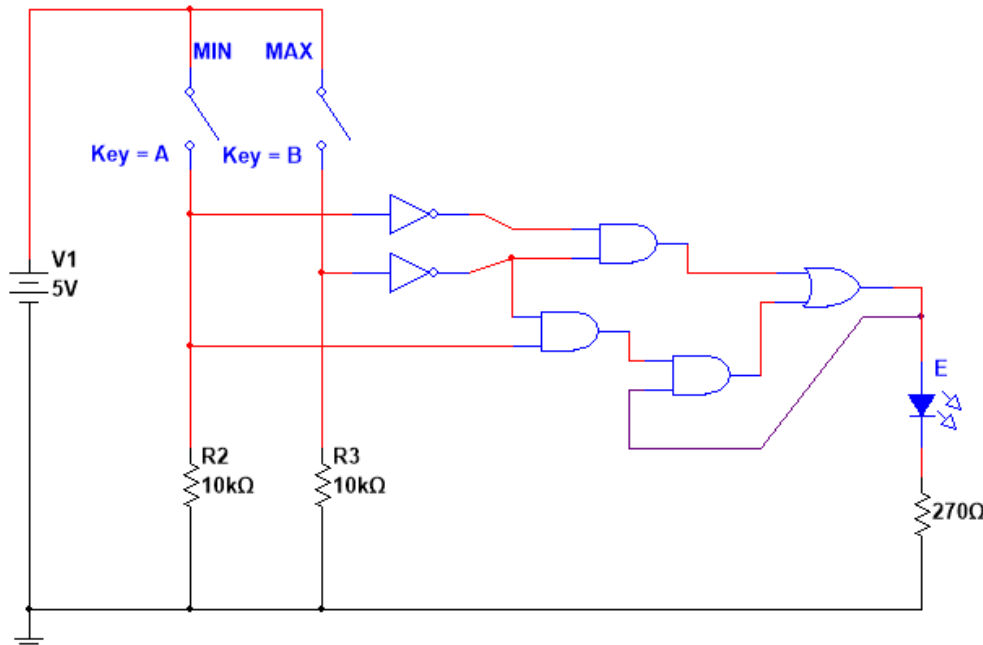 MIN MAX
Key = A
Key = B
V1
5V
E
R2
10kΩ
R3
10kΩ
270Ω